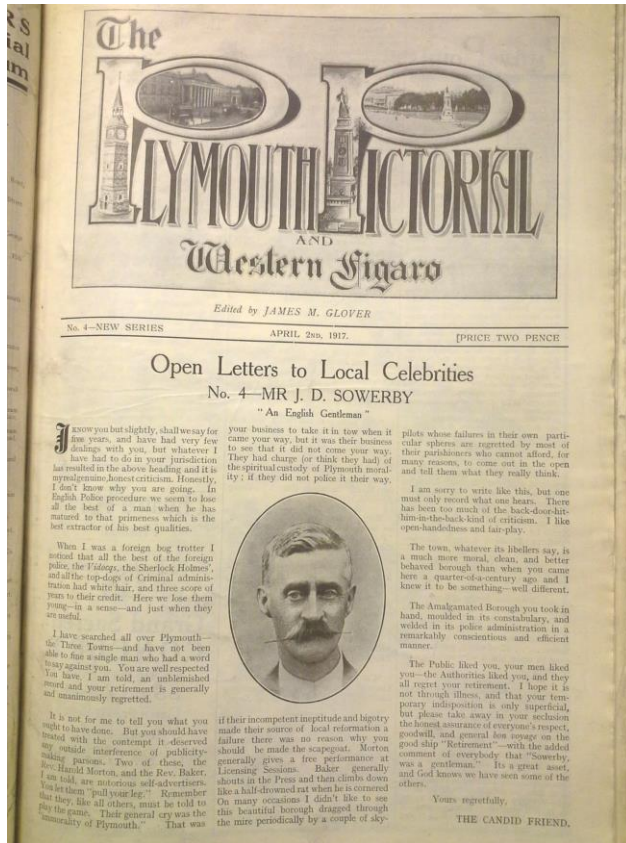 RS
ial
um
The
PLYMOUTH PICTORIAL
AND
Western Figaro
Edited by JAMES M. GLOVER
No. 4—NEW SERIES
APRIL 2ND, 1917.
[PRICE TWO PENCE
Open Letters to Local Celebrities
No. 4—MR J. D. SOWERBY
"An English Gentleman"
I KNOW you but slightly, shall we say for
five years, and have had very few
dealings with you, but whatever I
have had to do in your jurisdiction
has resulted in the above heading and it is
my real genuine, honest criticism. Honestly,
I don't know why you are going. In
English Police procedure we seem to lose
all the best of a man when he has
matured to that primeness which is the
best extractor of his best qualities.
When I was a foreign bog trotter I
noticed that all the best of the foreign
police, the Vidocqs, the Sherlock Holmes',
and all the top-dogs of Criminal adminis-
tration had white hair, and three score of
years to their credit. Here we lose them
young—in a sense—and just when they
are useful.
I have searched all over Plymouth—
the Three Towns—and have not been
able to fine a single man who had a word
to say against you. You are well respected
You have, I am told, an unblemished
record and your retirement is generally
and unanimously regretted.
It is not for me to tell you what you
ought to have done. But you should have
treated with the contempt it deserved
any outside interference of publicity-
making parsons. Two of these, the
Rev. Harold Morton, and the Rev. Baker,
I am told, are notorious self-advertisers.
You let them "pull your leg." Remember
that they, like all others, must be told to
play the game. Their general cry was the
"immorality of Plymouth." That was
your business to take it in tow when it
came your way, but it was their business
to see that it did not come your way.
They had charge (or think they had) of
the spiritual custody of Plymouth moral-
ity; if they did not police it their way,
if their incompetent ineptitude and bigotry
made their source of local reformation a
failure there was no reason why you
should be made the scapegoat. Morton
generally gives a free performance at
Licensing Sessions. Baker generally
shouts in the Press and then climbs down
like a half-drowned rat when he is cornered
On many occasions I didn't like to see
this beautiful borough dragged through
the mire periodically by a couple of sky-
pilots whose failures in their own parti-
cular spheres are regretted by most of
their parishioners who cannot afford, for
many reasons, to come out in the open
and tell them what they really think.
I am sorry to write like this, but one
must only record what one hears. There
has been too much of the back-door-hit-
him-in-the-back-kind of criticism. I like
open-handedness and fair-play.
The town, whatever its libellers say, is
a much more moral, clean, and better
behaved borough than when you came
here a quarter-of-a-century ago and I
knew it to be something—well different.
The Amalgamated Borough you took in
hand, moulded in its constabulary, and
welded in its police administration in a
remarkably conscientious and efficient
manner.
The Public liked you, your men liked
you—the Authorities liked you, and they
all regret your retirement. I hope it is
not through illness, and that your tem-
porary indisposition is only superficial,
but please take away in your seclusion
the honest assurance of everyone's respect,
goodwill, and general bon voyage on the
good ship "Retirement"—with the added
comment of everybody that "Sowerby
was a gentleman." Its a great asset,
and God knows we have seen some of the
others.
Yours regretfully,
THE CANDID FRIEND.